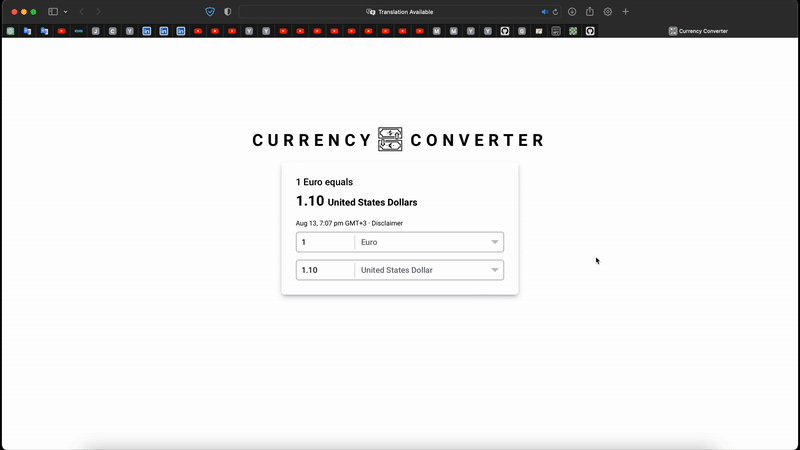 Translation Available
Currency Converter
CURRENCY CONVERTER
1 Euro equals
1.10 United States Dollars
Aug 13, 7:07 pm GMT+3 · Disclaimer
1 Euro
1.10 United States Dollar